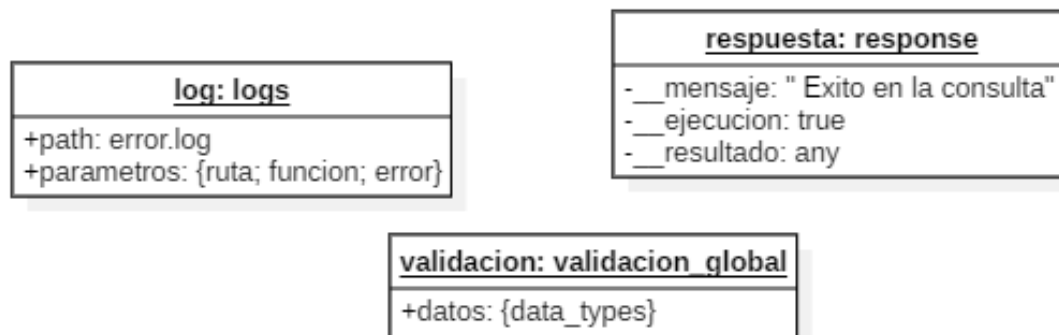 respuesta: response
-__mensaje: " Exito en la consulta"
-__ejecucion: true
-__resultado: any
log: logs
+path: error.log
+parametros: {ruta; funcion; error}
validacion: validacion_global
+datos: {data_types}